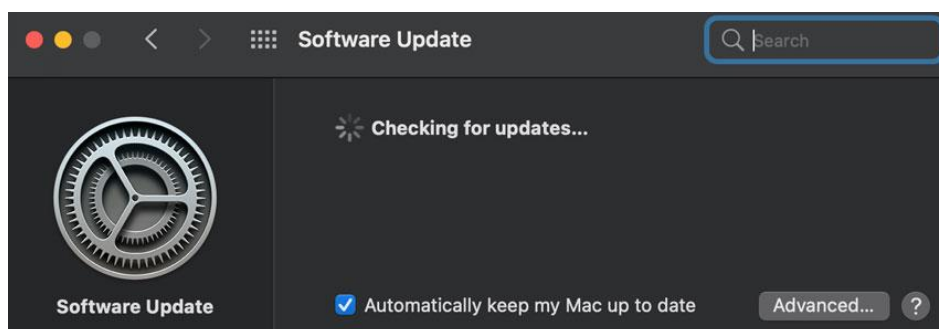 Software Update
Search
Checking for updates...
Software Update
Automatically keep my Mac up to date
Advanced...
?